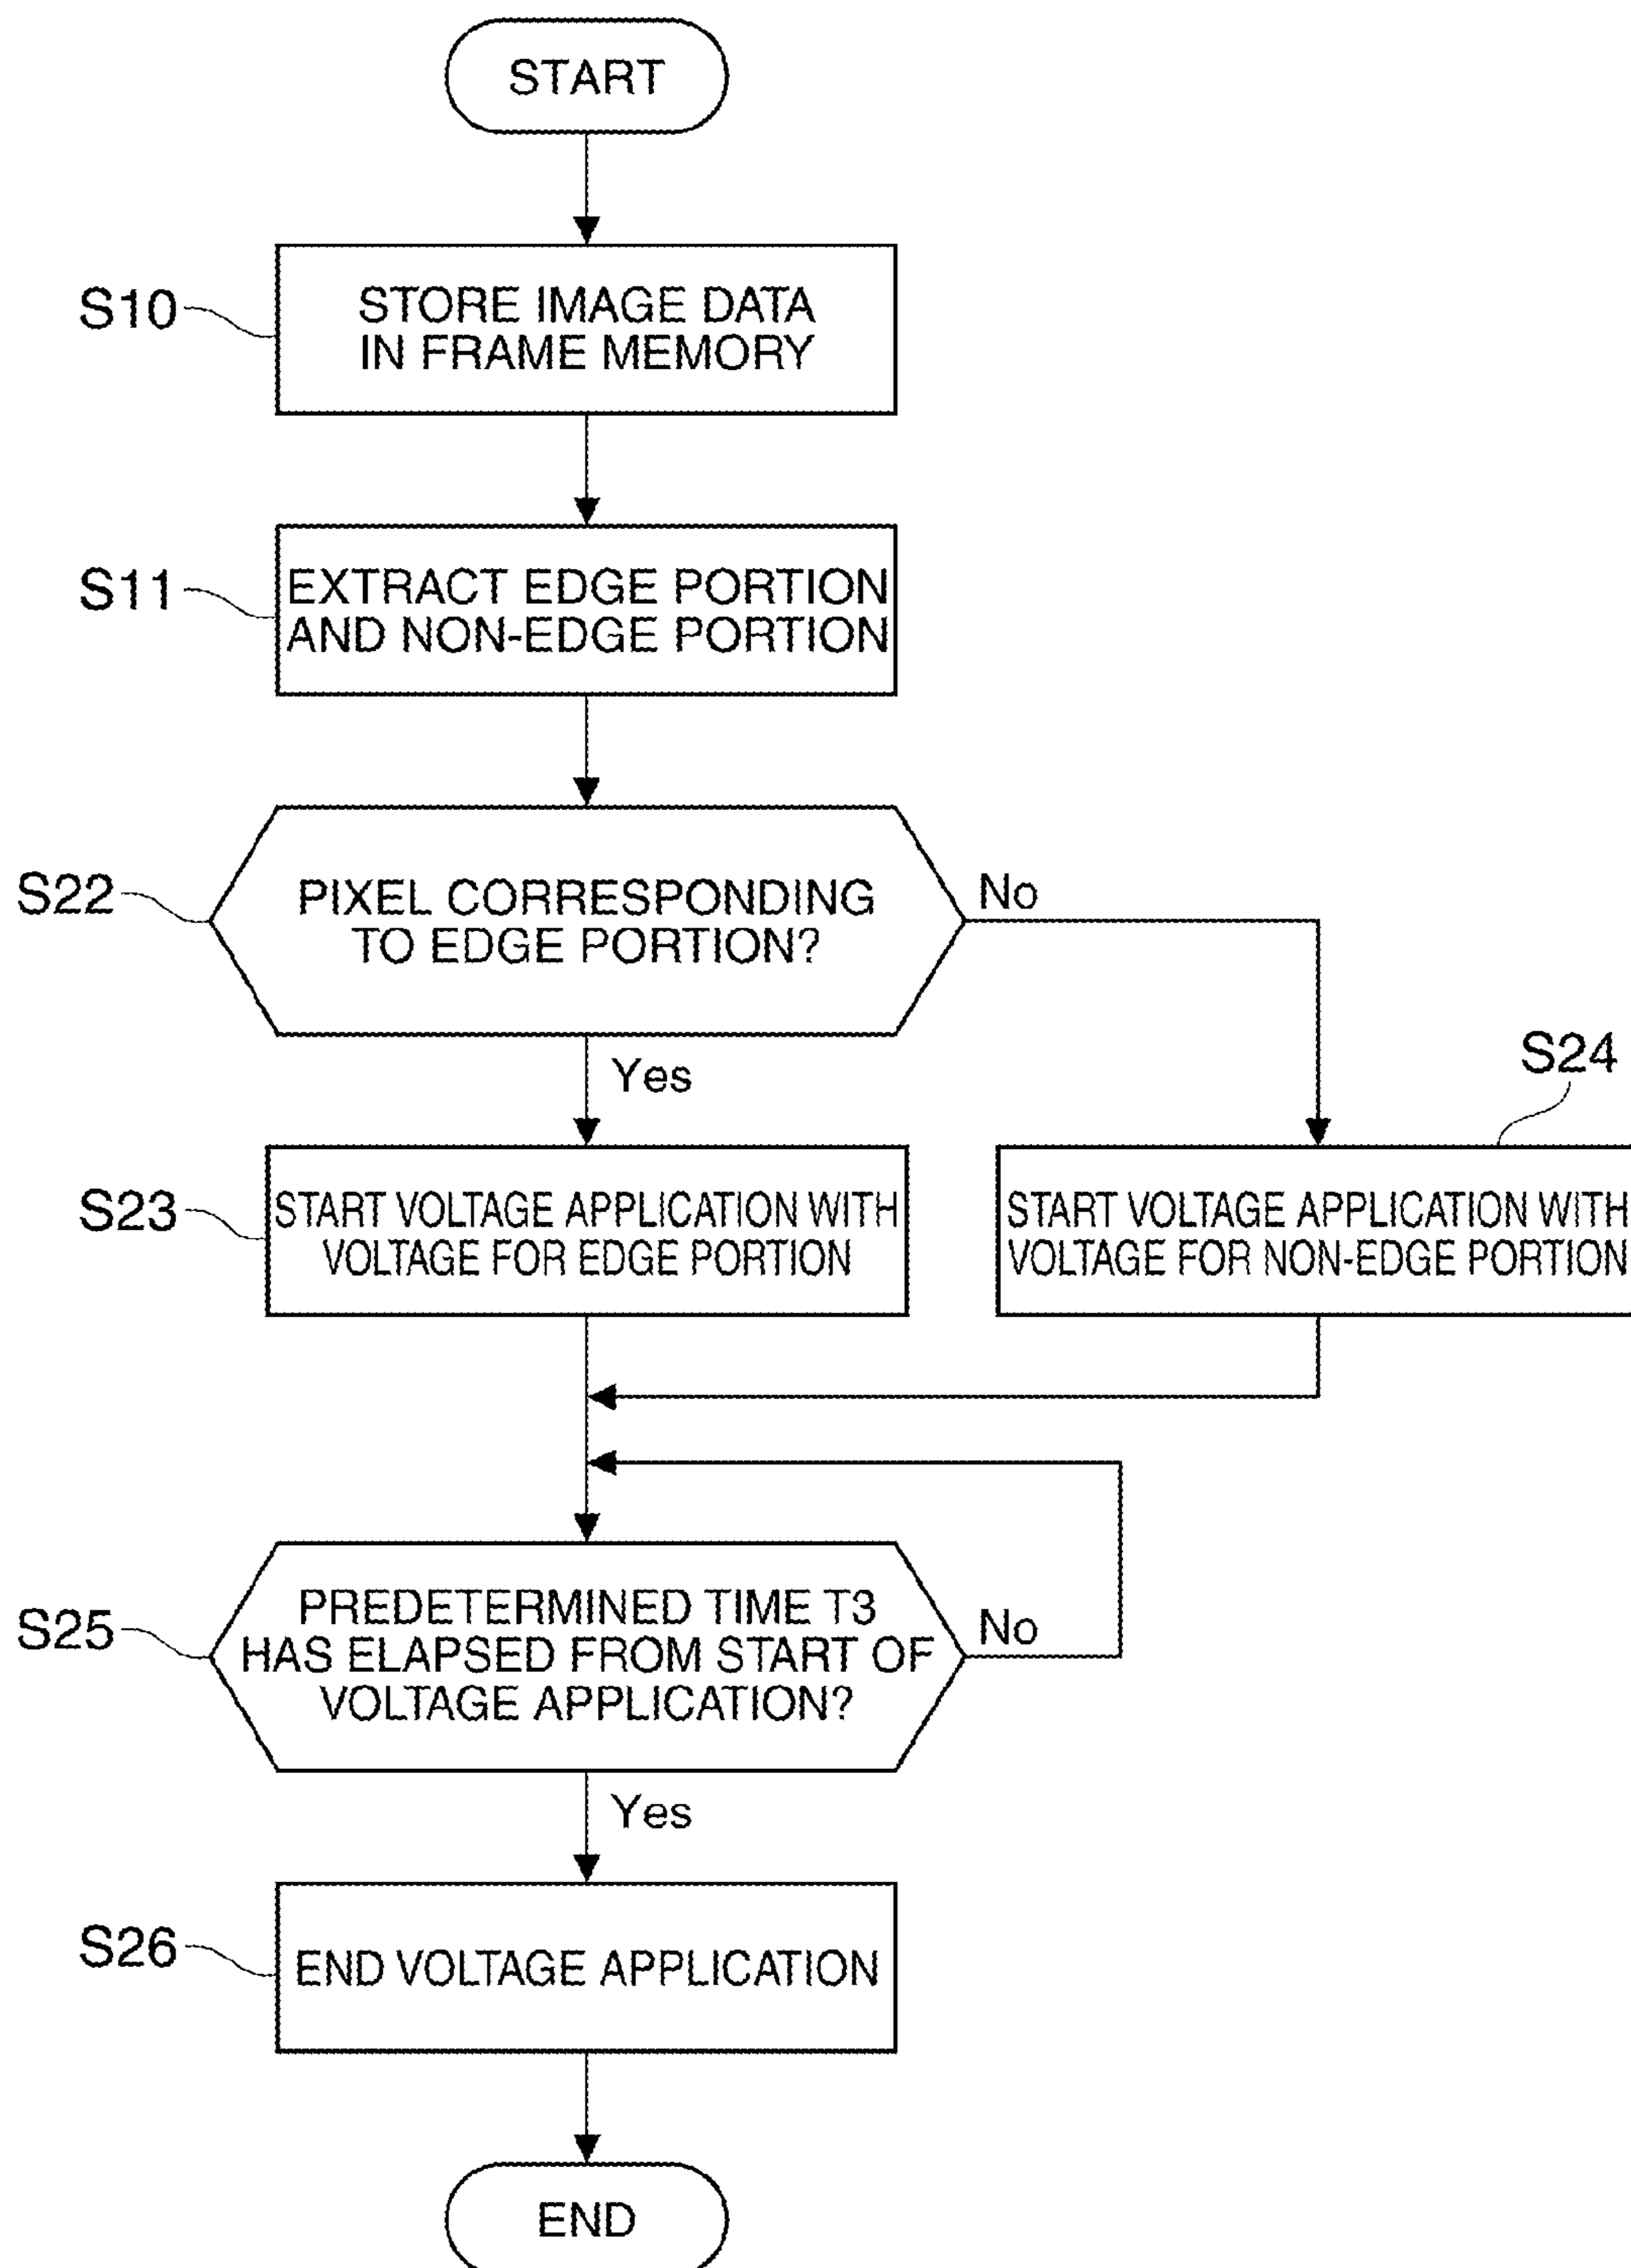 START
S10
STORE IMAGE DATA
IN FRAME MEMORY
S11
EXTRACT EDGE PORTION
AND NON-EDGE PORTION
S22
PIXEL CORRESPONDING
TO EDGE PORTION?
No
Yes
S24
S23
START VOLTAGE APPLICATION WITH
VOLTAGE FOR EDGE PORTION
START VOLTAGE APPLICATION WITH
VOLTAGE FOR NON-EDGE PORTION
S25
PREDETERMINED TIME T3
HAS ELAPSED FROM START OF
VOLTAGE APPLICATION?
No
Yes
S26
END VOLTAGE APPLICATION
END